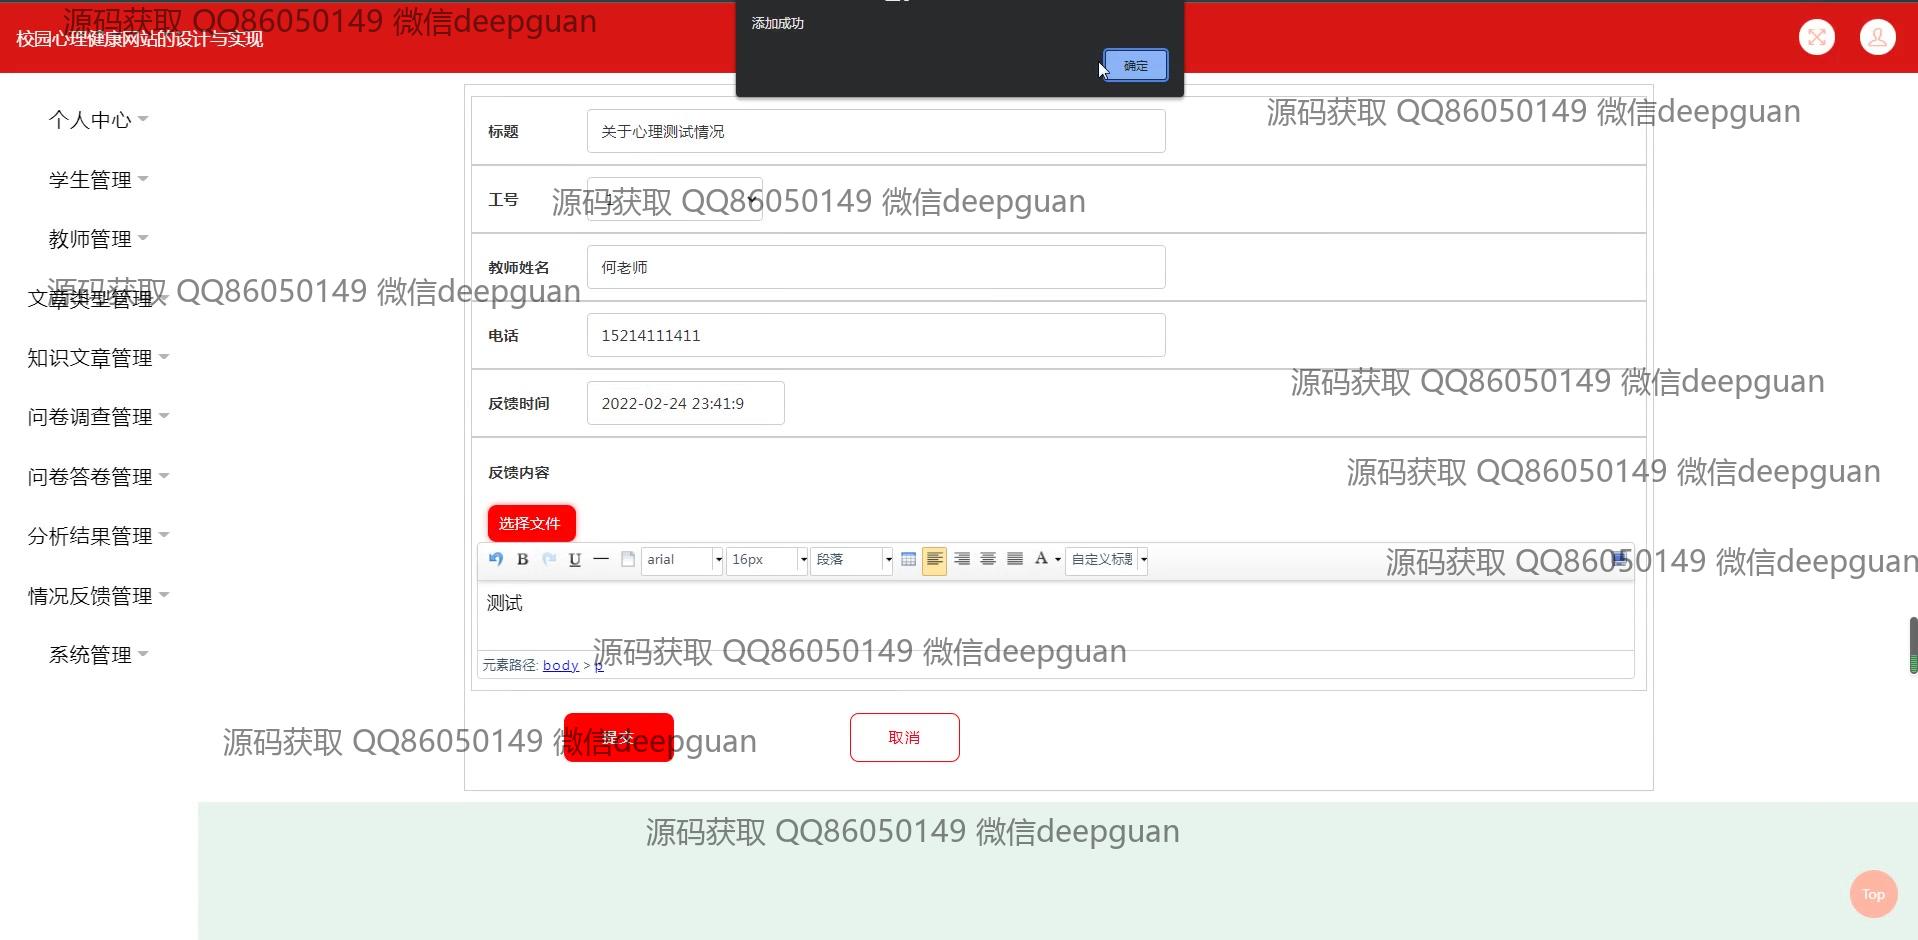 源码获取 QQ86050149 微信deepguan
校园心理健康网站的设计与实现
添加成功
确定
源码获取 QQ86050149 微信deepguan
个人中心
学生管理
教师管理
文章类型管理
知识文章管理
问卷调查管理
问卷答卷管理
分析结果管理
情况反馈管理
系统管理
标题 关于心理测试情况
工号 1
源码获取 QQ86050149 微信deepguan
教师姓名 何老师
源码获取 QQ86050149 微信deepguan
电话 15214111411
源码获取 QQ86050149 微信deepguan
反馈时间 2022-02-24 23:41:9
反馈内容
源码获取 QQ86050149 微信deepguan
选择文件
B U arial 16px 段落 A 自定义标题
源码获取 QQ86050149 微信deepguan
测试
源码获取 QQ86050149 微信deepguan
元素路径: body > p
提交 取消
源码获取 QQ86050149 微信deepguan
源码获取 QQ86050149 微信deepguan
Top